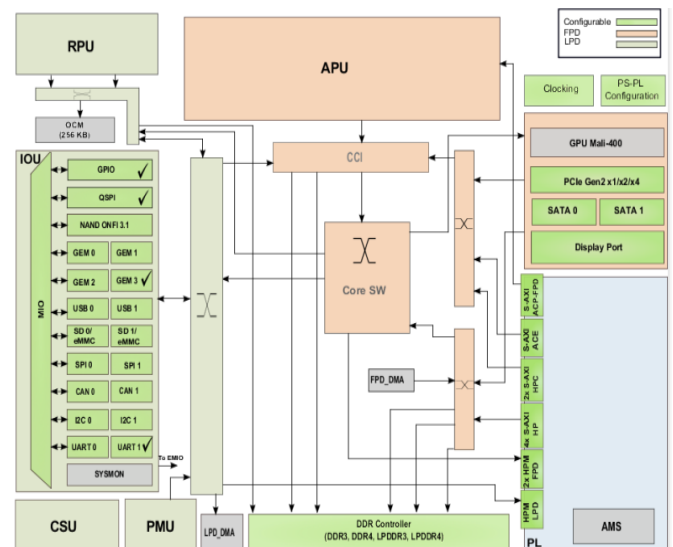 Configurable
FPD
LPD
RPU
APU
Clocking
PS-PL
Configuration
OCM
(256 KB)
CCI
GPU Mali-400
PCIe Gen2 x1/x2/x4
SATA 0
SATA 1
Display Port
IOU
MIO
GPIO
QSPI
NAND ONFI 3.1
GEM 0
GEM 1
GEM 2
GEM 3
USB 0
USB 1
SD 0/
eMMC
SD 1/
eMMC
SPI 0
SPI 1
CAN 0
CAN 1
I2C 0
I2C 1
UART 0
UART 1
SYSMON
To EMIO
Core SW
FPD_DMA
S-AXI
ACP-FPD
S-AXI
ACE
2x S-AXI
HPC
4x S-AXI
HP
2x HPM
FPD
HPM
LPD
CSU
PMU
LPD_DMA
DDR Controller
(DDR3, DDR4, LPDDR3, LPDDR4)
AMS
PL